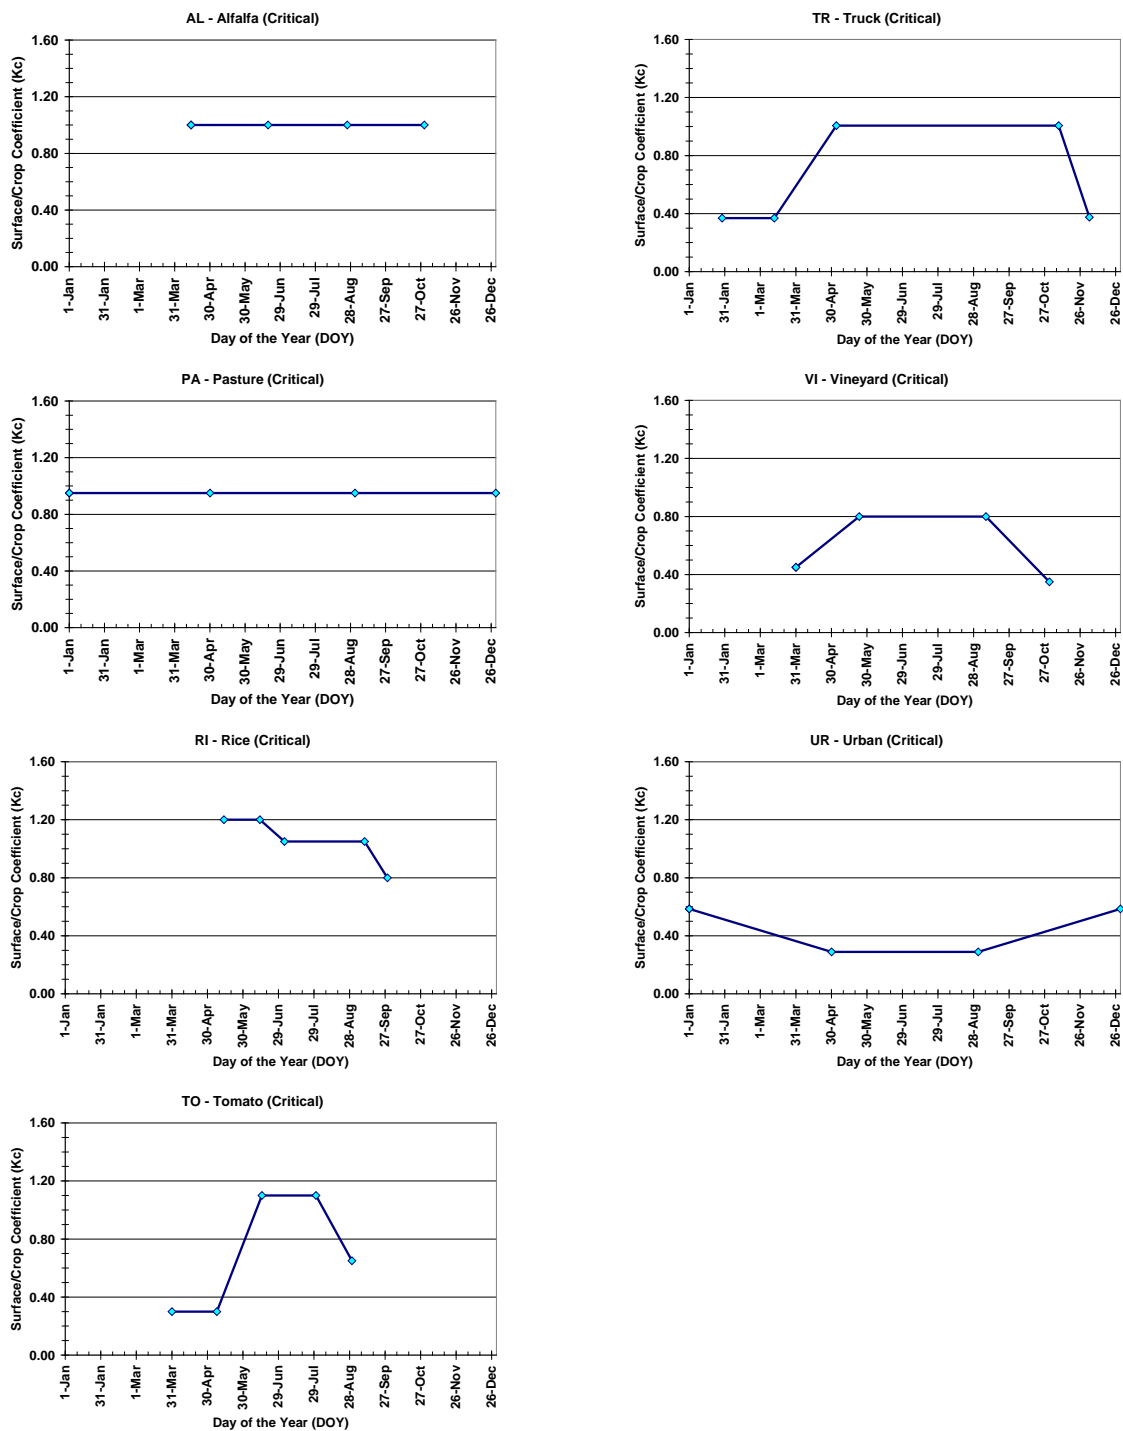 AL - Alfalfa (Critical)
Surface/Crop Coefficient (Kc)
1.60
1.20
0.80
0.40
0.00
1-Jan
31-Jan
1-Mar
31-Mar
30-Apr
30-May
29-Jun
29-Jul
28-Aug
27-Sep
27-Oct
26-Nov
26-Dec
Day of the Year (DOY)
TR - Truck (Critical)
Surface/Crop Coefficient (Kc)
1.60
1.20
0.80
0.40
0.00
1-Jan
31-Jan
1-Mar
31-Mar
30-Apr
30-May
29-Jun
29-Jul
28-Aug
27-Sep
27-Oct
26-Nov
26-Dec
Day of the Year (DOY)
PA - Pasture (Critical)
Surface/Crop Coefficient (Kc)
1.60
1.20
0.80
0.40
0.00
1-Jan
31-Jan
1-Mar
31-Mar
30-Apr
30-May
29-Jun
29-Jul
28-Aug
27-Sep
27-Oct
26-Nov
26-Dec
Day of the Year (DOY)
VI - Vineyard (Critical)
Surface/Crop Coefficient (Kc)
1.60
1.20
0.80
0.40
0.00
1-Jan
31-Jan
1-Mar
31-Mar
30-Apr
30-May
29-Jun
29-Jul
28-Aug
27-Sep
27-Oct
26-Nov
26-Dec
Day of the Year (DOY)
RI - Rice (Critical)
Surface/Crop Coefficient (Kc)
1.60
1.20
0.80
0.40
0.00
1-Jan
31-Jan
1-Mar
31-Mar
30-Apr
30-May
29-Jun
29-Jul
28-Aug
27-Sep
27-Oct
26-Nov
26-Dec
Day of the Year (DOY)
UR - Urban (Critical)
Surface/Crop Coefficient (Kc)
1.60
1.20
0.80
0.40
0.00
1-Jan
31-Jan
1-Mar
31-Mar
30-Apr
30-May
29-Jun
29-Jul
28-Aug
27-Sep
27-Oct
26-Nov
26-Dec
Day of the Year (DOY)
TO - Tomato (Critical)
Surface/Crop Coefficient (Kc)
1.60
1.20
0.80
0.40
0.00
1-Jan
31-Jan
1-Mar
31-Mar
30-Apr
30-May
29-Jun
29-Jul
28-Aug
27-Sep
27-Oct
26-Nov
26-Dec
Day of the Year (DOY)